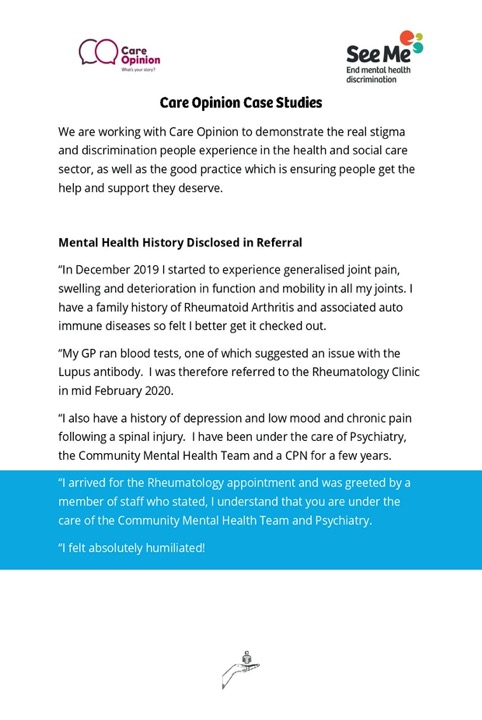 Care
Opinion
What's your story?
See Me
End mental health
discrimination
Care Opinion Case Studies
We are working with Care Opinion to demonstrate the real stigma
and discrimination people experience in the health and social care
sector, as well as the good practice which is ensuring people get the
help and support they deserve.
Mental Health History Disclosed in Referral
“In December 2019 I started to experience generalised joint pain,
swelling and deterioration in function and mobility in all my joints. I
have a family history of Rheumatoid Arthritis and associated auto
immune diseases so felt I better get it checked out.
“My GP ran blood tests, one of which suggested an issue with the
Lupus antibody.  I was therefore referred to the Rheumatology Clinic
in mid February 2020.
“I also have a history of depression and low mood and chronic pain
following a spinal injury.  I have been under the care of Psychiatry,
the Community Mental Health Team and a CPN for a few years.
“I arrived for the Rheumatology appointment and was greeted by a
member of staff who stated, I understand that you are under the
care of the Community Mental Health Team and Psychiatry.
“I felt absolutely humiliated!